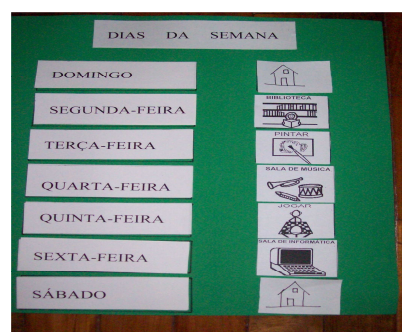 DIAS DA SEMANA
DOMINGO
SEGUNDA-FEIRA
BIBLIOTECA
TERÇA-FEIRA
PINTAR
QUARTA-FEIRA
SALA DE MÚSICA
QUINTA-FEIRA
JOGAR
SEXTA-FEIRA
SALA DE INFORMÁTICA
SÁBADO